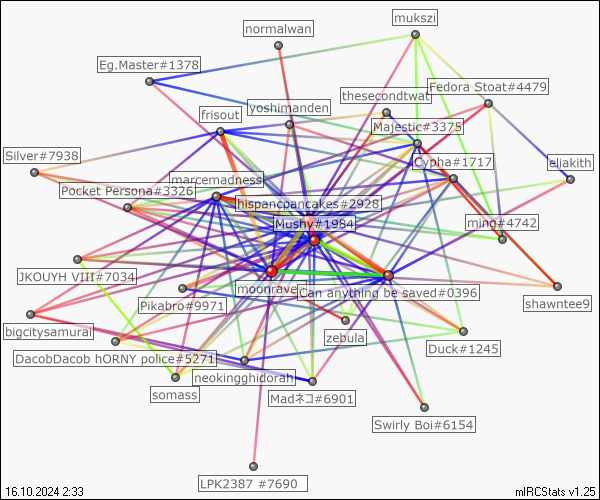 mukszi
normalwan
Eg.Master#1378
Fedora Stoat#4479
thesecondtwat
yoshimanden
frisout
Majestic#3375
Silver#7938
Cypha#1717
eliakith
marcemadness
Pocket Persona#3326
hispancpancakes#2928
Mushy#1984
ming#4742
JKOUYH VIII#7034
moonraven
Can anything be saved#0396
Pikabro#9971
shawntee9
bigcitysamurai
zebula
Duck#1245
DacobDacob hORNY police#5271
neokingghidorah
somass
Madネコ#6901
Swirly Boi#6154
LPK2387 #7690
16.10.2024 2:33
mIRCStats v1.25